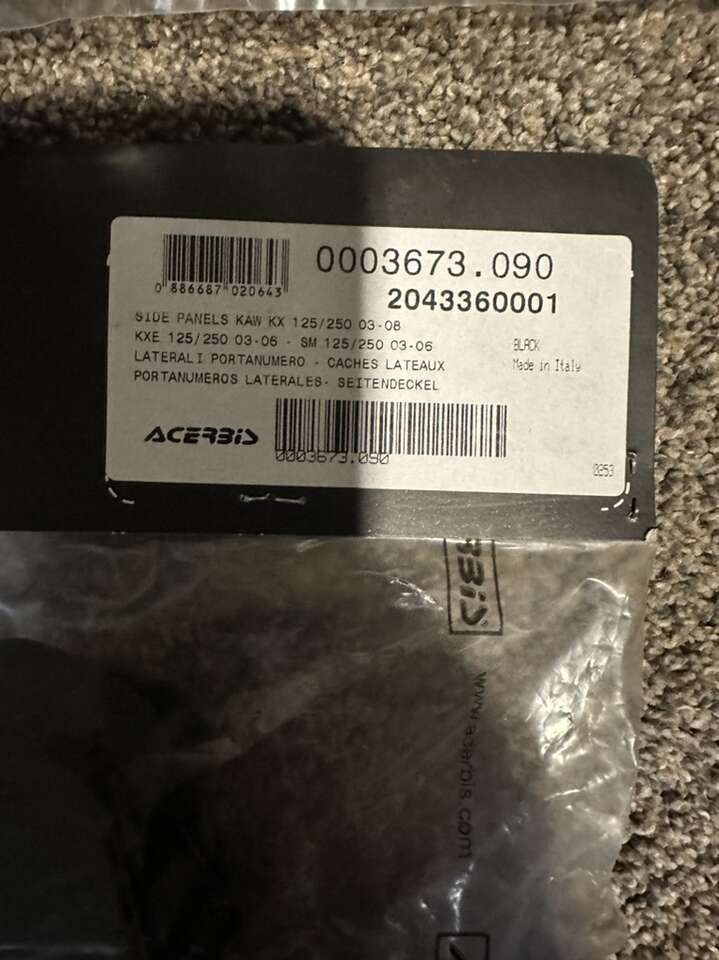 0003673.090
0 886687 020643
2043360001
SIDE PANELS KAW KX 125/250 03-08
KXE 125/250 03-06 - SM 125/250 03-06
BLACK
LATERALI PORTANUMERO - CACHES LATEAUX
Made in Italy
PORTANUMEROS LATERALES- SEITENDECKEL
ACERBIS
0003673.090
0253
RBIS
www.acerbis.com